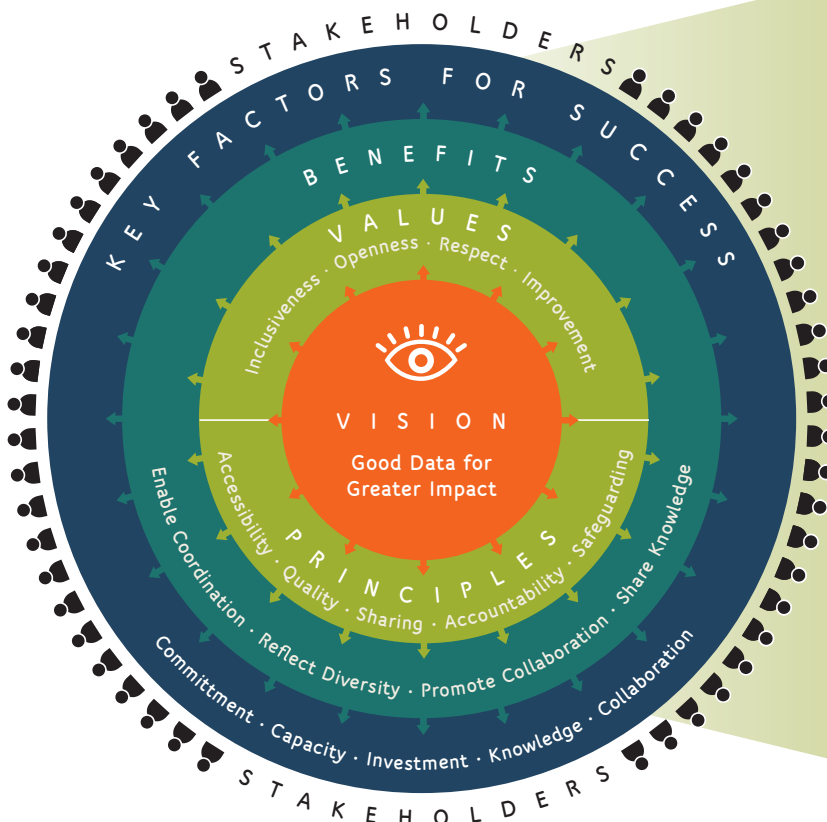 STAKEHOLDERS
KEY FACTORS FOR SUCCESS
BENEFITS
VALUES
Inclusiveness · Openness · Respect · Improvement
VISION
Good Data for
Greater Impact
PRINCIPLES
Accessibility · Quality · Sharing · Accountability · Safeguarding
Enable Coordination · Reflect Diversity · Promote Collaboration · Share Knowledge
Committment · Capacity · Investment · Knowledge · Collaboration
STAKEHOLDERS